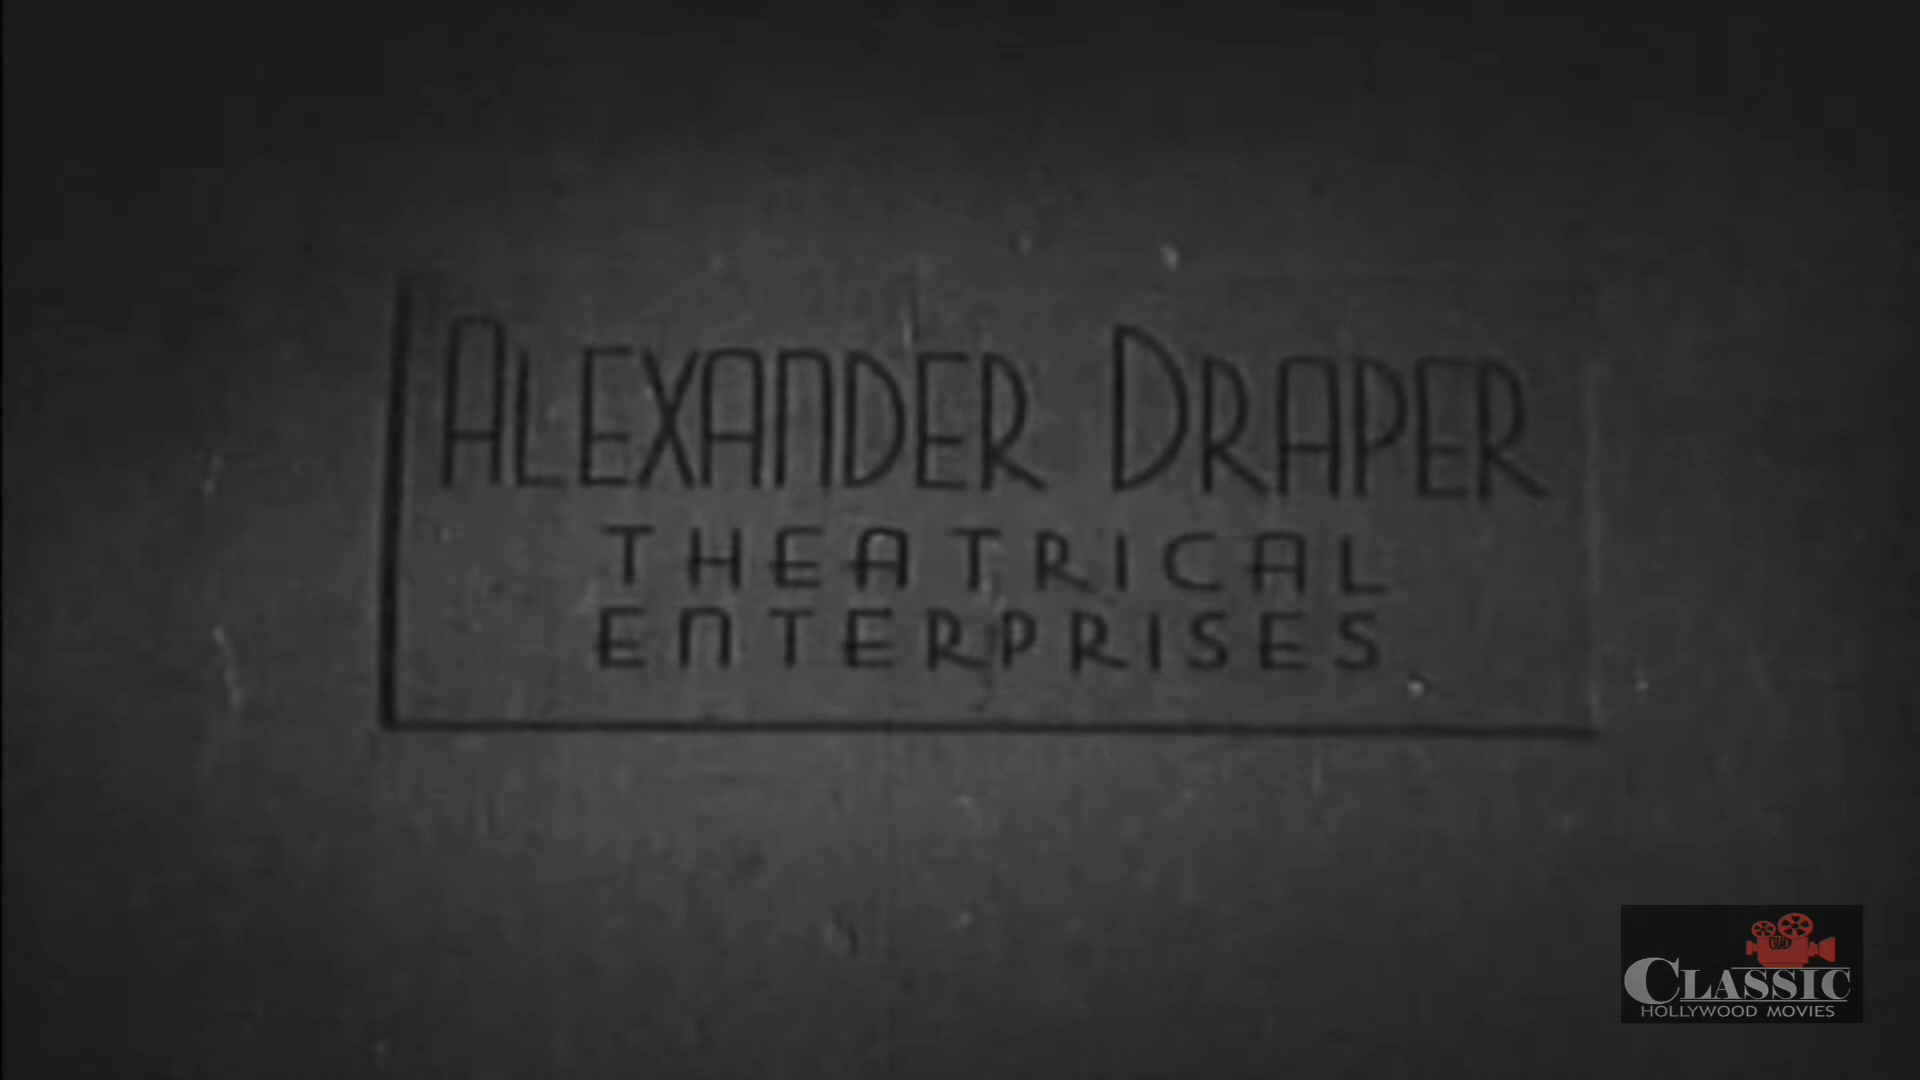 ALEXANDER DRAPER
THEATRICAL
ENTERPRISES
CLASSIC
HOLLYWOOD MOVIES